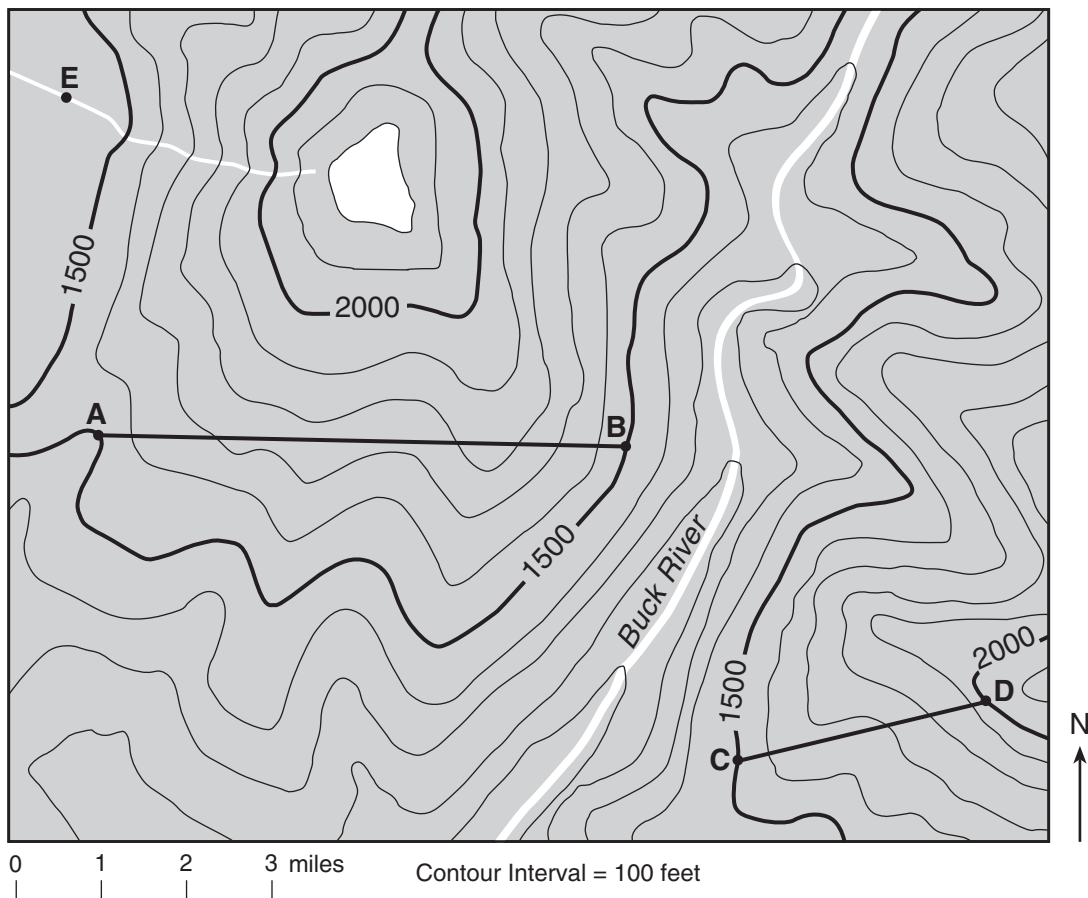 E
1500
2000
A
B
1500
Buck River
2000
1500
D
C
N
0 1 2 3 miles
Contour Interval = 100 feet